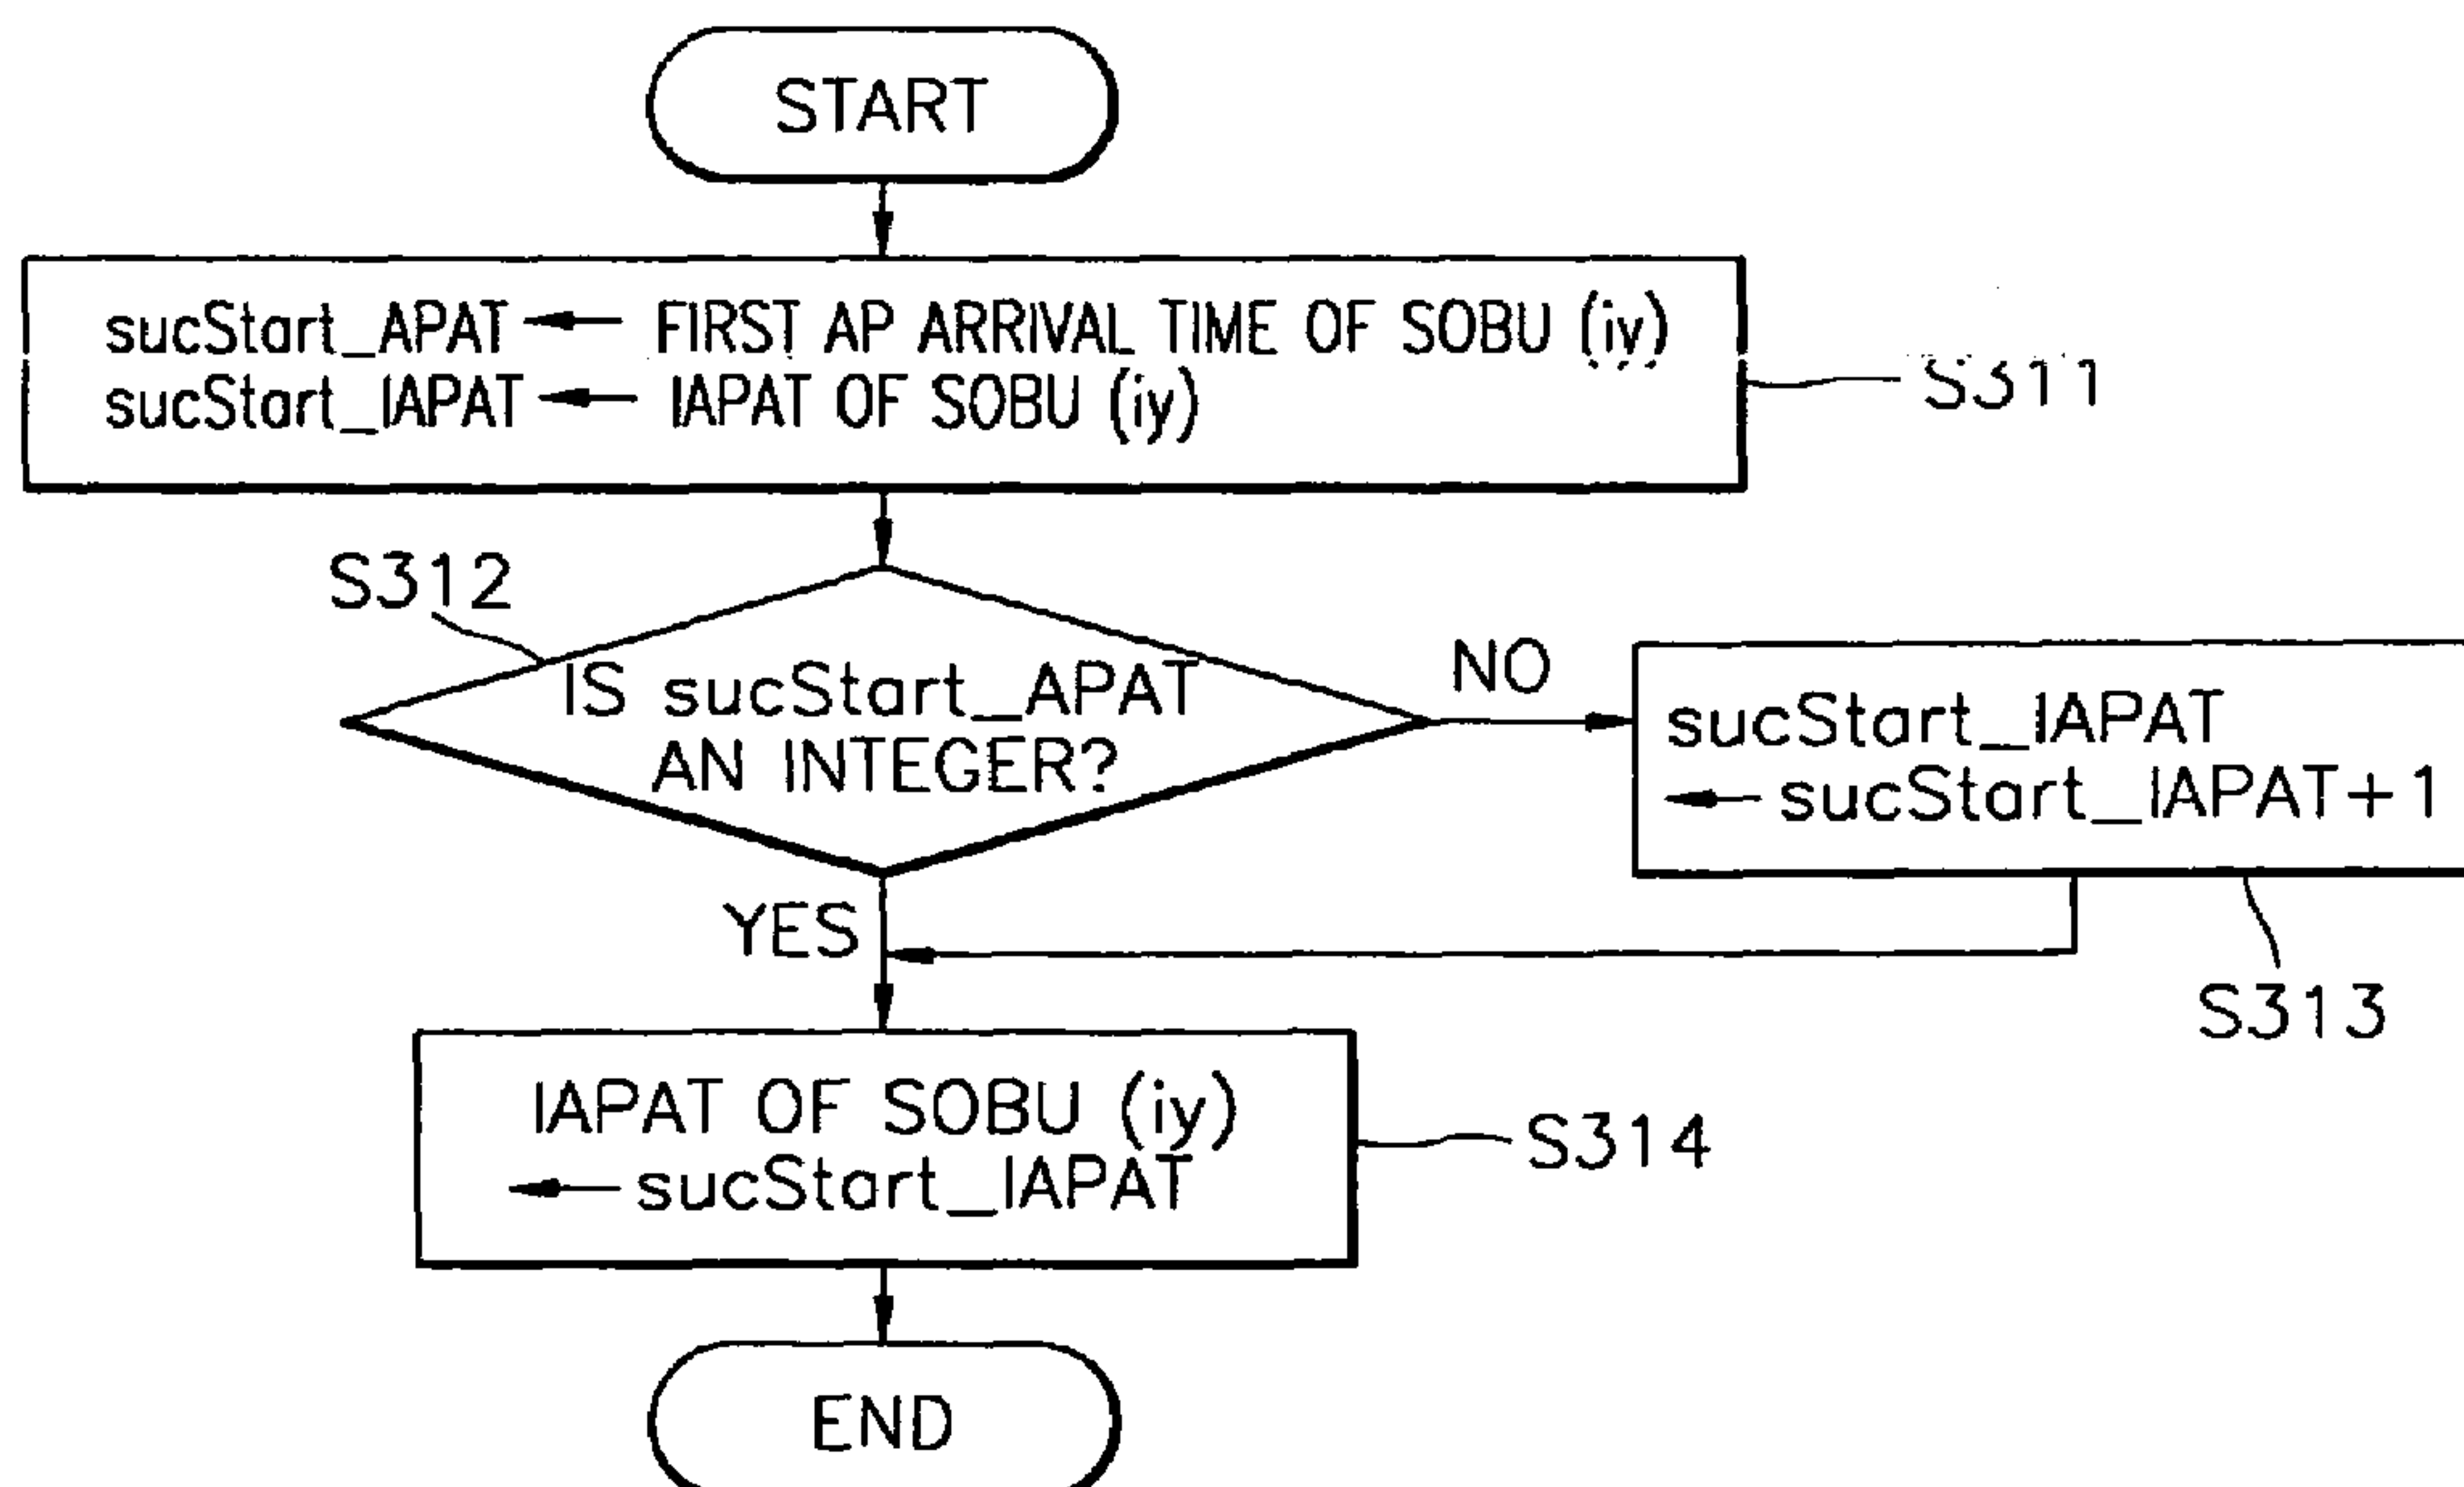 START
sucStart_APAT ← FIRST AP ARRIVAL TIME OF SOBU (iy)
sucStart_IAPAT ← IAPAT OF SOBU (iy)
S311
S312
IS sucStart_APAT
AN INTEGER?
NO
sucStart_IAPAT
← sucStart_IAPAT+1
S313
YES
IAPAT OF SOBU (iy)
← sucStart_IAPAT
S314
END